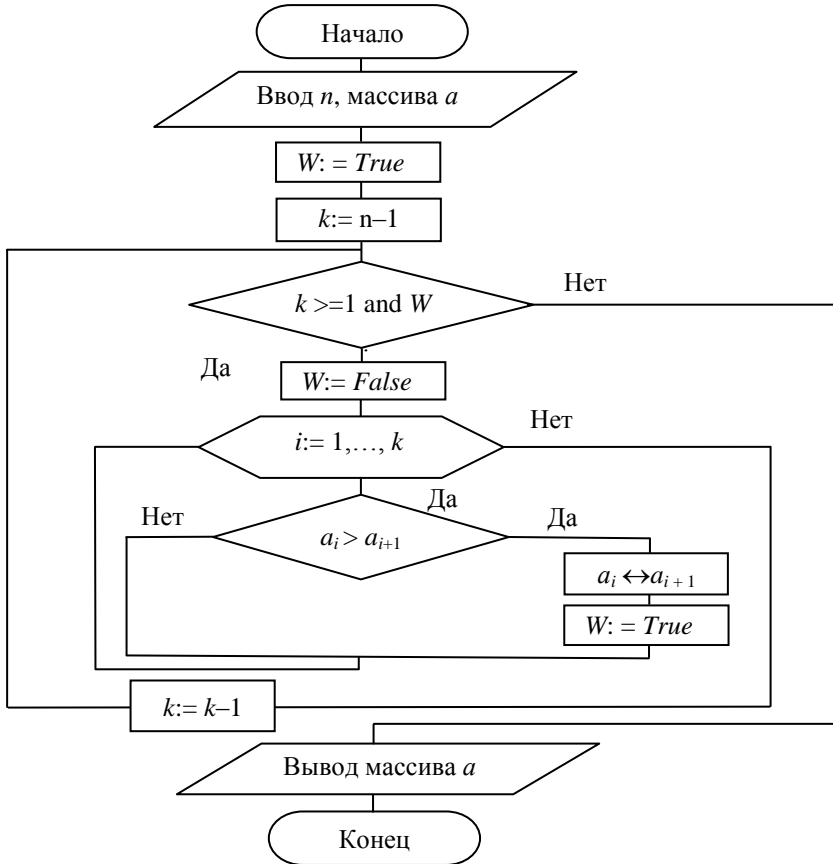 Начало
Ввод n, массива a
W: = True
k:= n–1
k >=1 and W
Нет
Да
W:= False
i:= 1,…, k
Нет
Да
Нет
a_i > a_{i+1}
Да
a_i ↔ a_{i + 1}
W: = True
k:= k–1
Вывод массива a
Конец